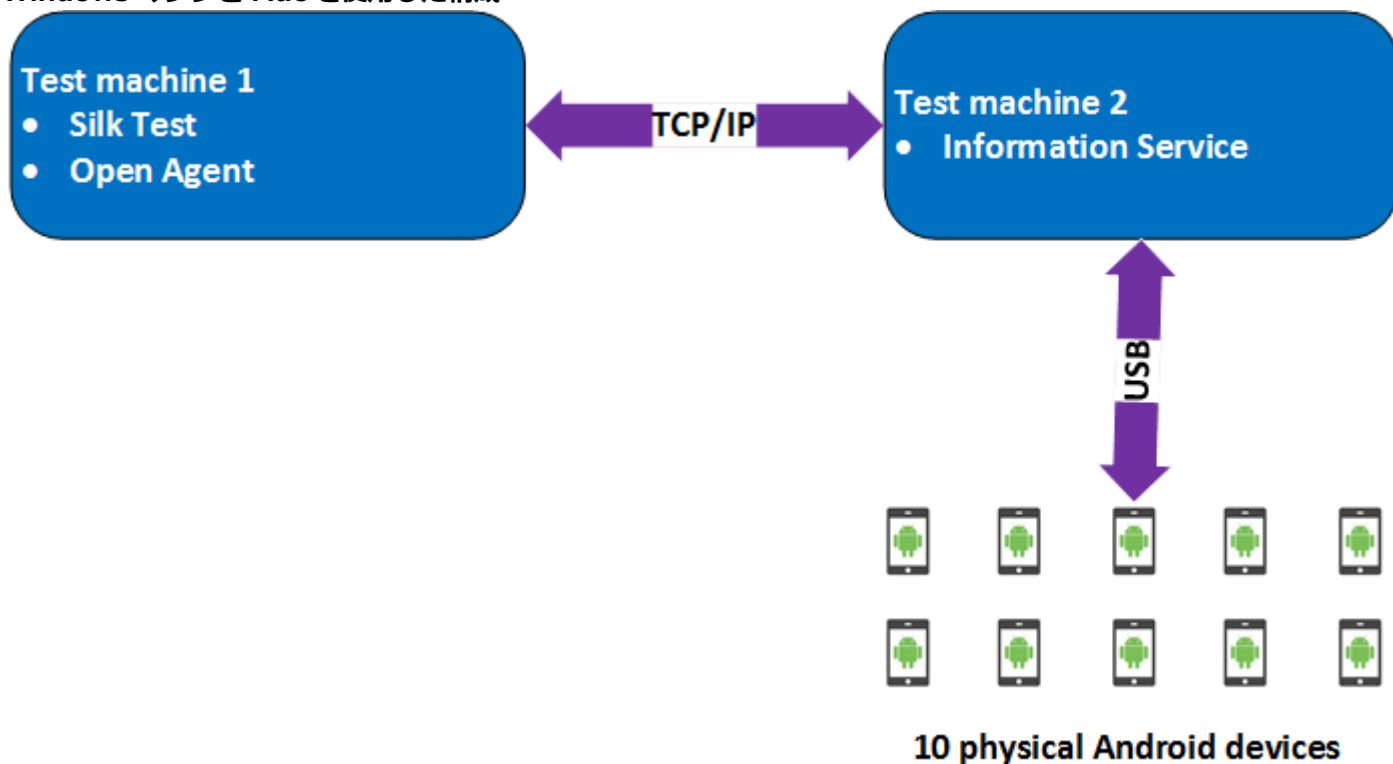 Test machine 1
• Silk Test
• Open Agent
TCP/IP
Test machine 2
• Information Service
USB
10 physical Android devices